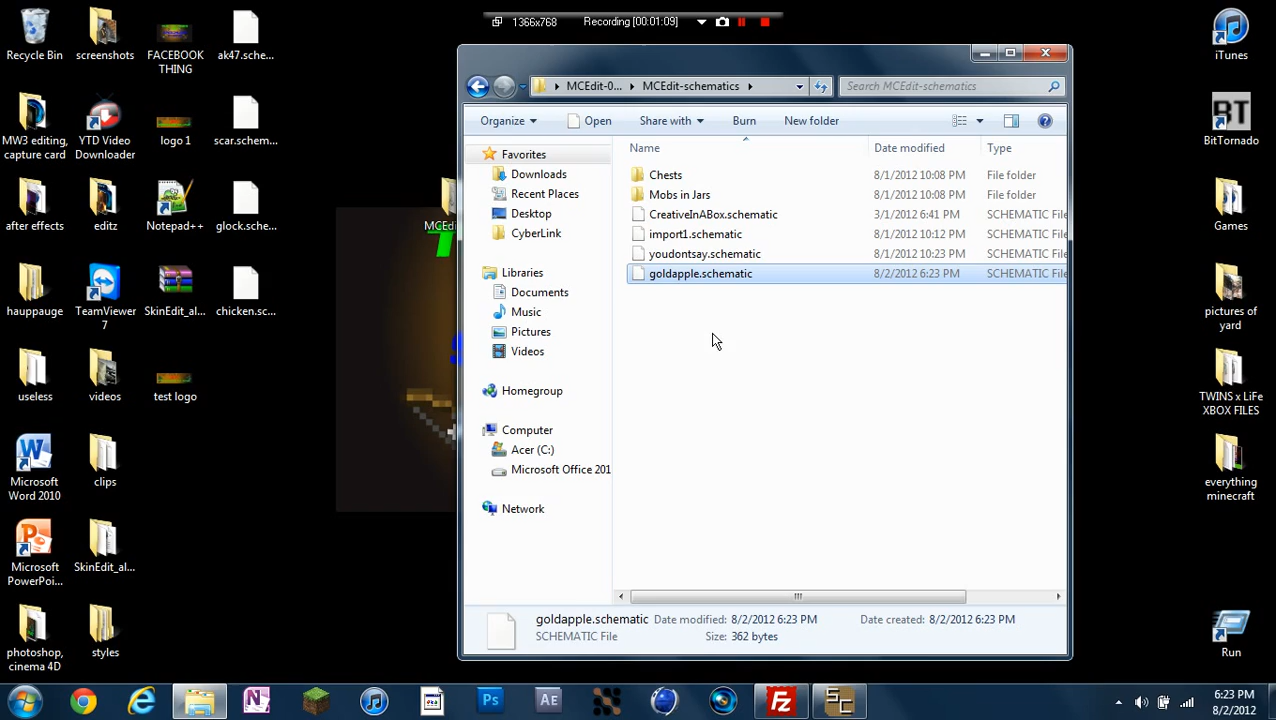 1366x768 Recording [00:01:09]
Recycle Bin
screenshots
FACEBOOK
THING
ak47.sche...
MW3 editing,
capture card
YTD Video
Downloader
logo 1
scar.schem...
after effects
editz
Notepad++
glock.sche...
hauppauge
TeamViewer
7
SkinEdit_al...
chicken.sc...
useless
videos
test logo
Microsoft
Word 2010
clips
Microsoft
PowerPoi...
SkinEdit_al...
photoshop,
cinema 4D
styles
MCEdi
MCEdit-0... MCEdit-schematics
Search MCEdit-schematics
Organize Open Share with Burn New folder
Favorites
Downloads
Recent Places
Desktop
CyberLink
Libraries
Documents
Music
Pictures
Videos
Homegroup
Computer
Acer (C:)
Microsoft Office 201
Network
Name Date modified Type
Chests 8/1/2012 10:08 PM File folder
Mobs in Jars 8/1/2012 10:08 PM File folder
CreativeInABox.schematic 3/1/2012 6:41 PM SCHEMATIC File
import1.schematic 8/1/2012 10:12 PM SCHEMATIC File
youdontsay.schematic 8/1/2012 10:23 PM SCHEMATIC File
goldapple.schematic 8/2/2012 6:23 PM SCHEMATIC File
goldapple.schematic Date modified: 8/2/2012 6:23 PM Date created: 8/2/2012 6:23 PM
SCHEMATIC File Size: 362 bytes
iTunes
BT
BitTornado
Games
pictures of
yard
TWINS x LiFe
XBOX FILES
everything
minecraft
Run
Ps AE Fz
6:23 PM
8/2/2012